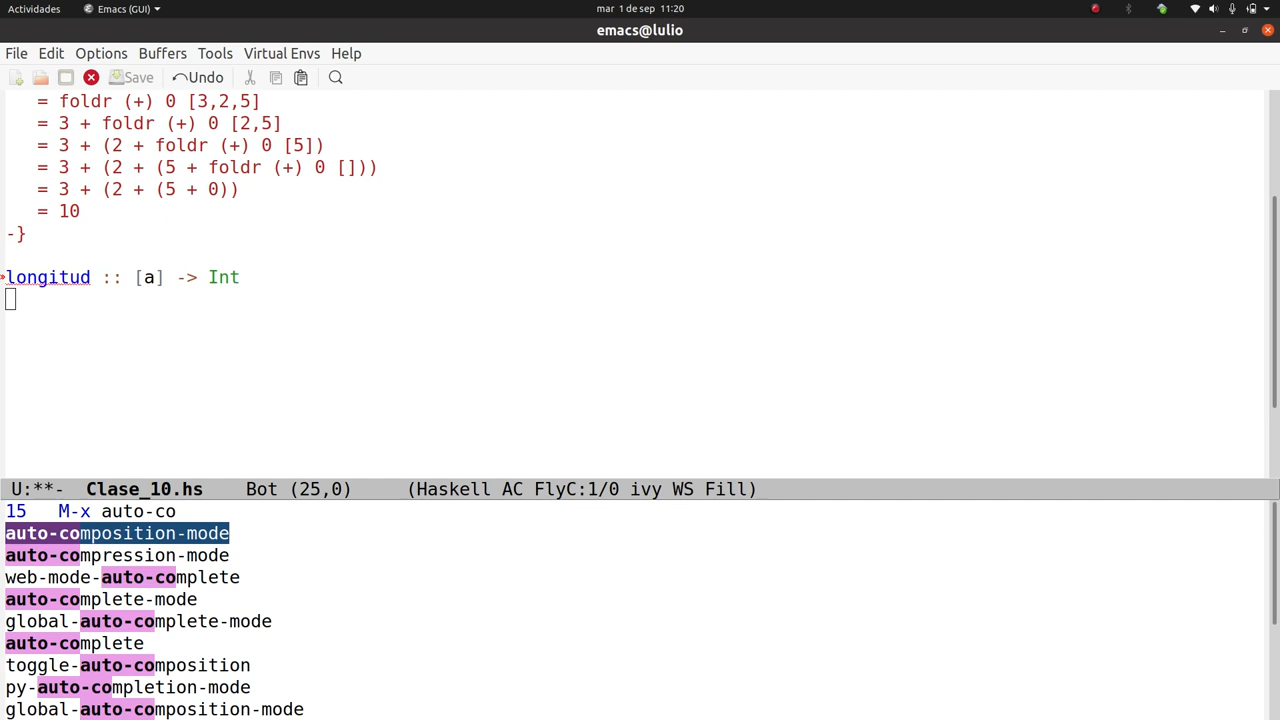 Actividades Emacs (GUI) mar 1 de sep 11:20
emacs@lulio
File Edit Options Buffers Tools Virtual Envs Help
Save Undo
= foldr (+) 0 [3,2,5]
= 3 + foldr (+) 0 [2,5]
= 3 + (2 + foldr (+) 0 [5])
= 3 + (2 + (5 + foldr (+) 0 []))
= 3 + (2 + (5 + 0))
= 10
-}
longitud :: [a] -> Int
U:**- Clase_10.hs Bot (25,0) (Haskell AC FlyC:1/0 ivy WS Fill)
15 M-x auto-co
auto-composition-mode
auto-compression-mode
web-mode-auto-complete
auto-complete-mode
global-auto-complete-mode
auto-complete
toggle-auto-composition
py-auto-completion-mode
global-auto-composition-mode